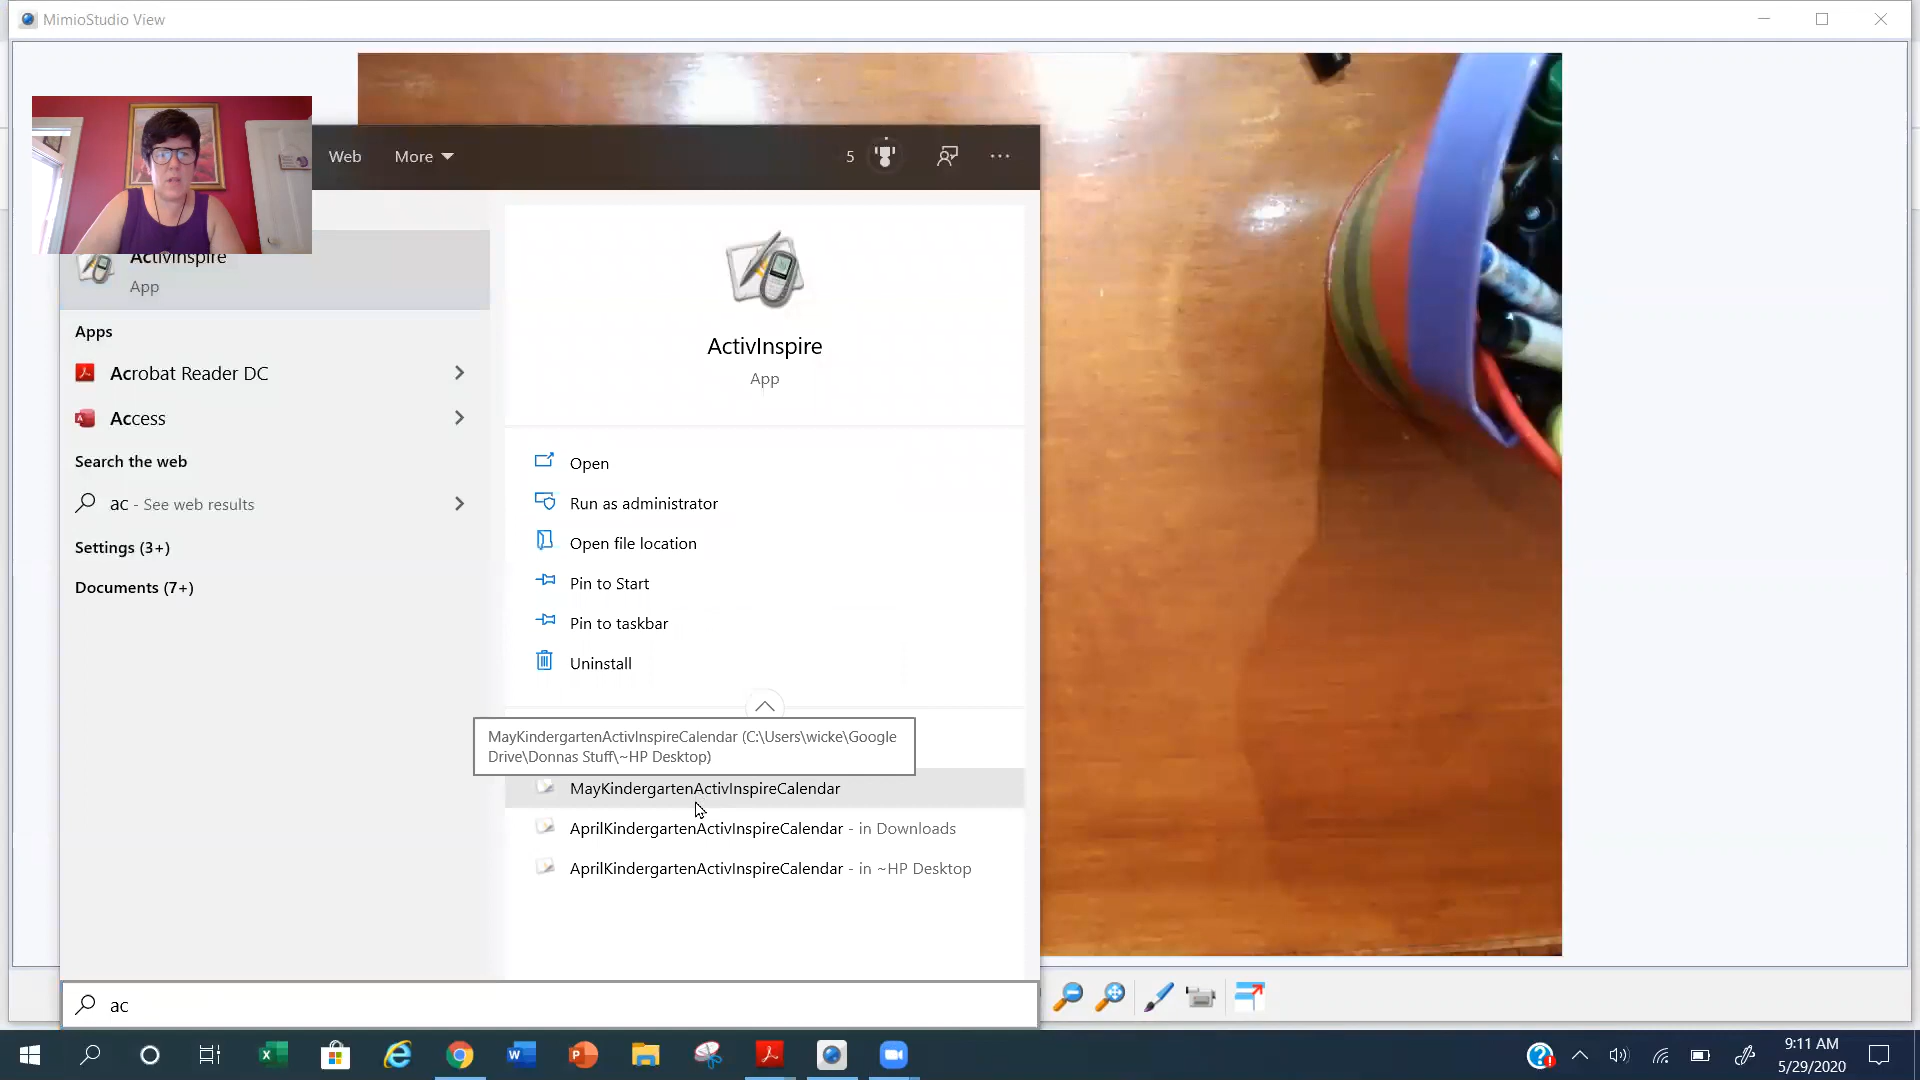 MimioStudio View
Web
More
5
ActivInspire
App
Apps
Acrobat Reader DC
Access
Search the web
ac - See web results
Settings (3+)
Documents (7+)
ActivInspire
App
Open
Run as administrator
Open file location
Pin to Start
Pin to taskbar
Uninstall
MayKindergartenActivInspireCalendar (C:\Users\wicke\Google
Drive\Donnas Stuff\~HP Desktop)
MayKindergartenActivInspireCalendar
AprilKindergartenActivInspireCalendar - in Downloads
AprilKindergartenActivInspireCalendar - in ~HP Desktop
ac
9:11 AM
5/29/2020